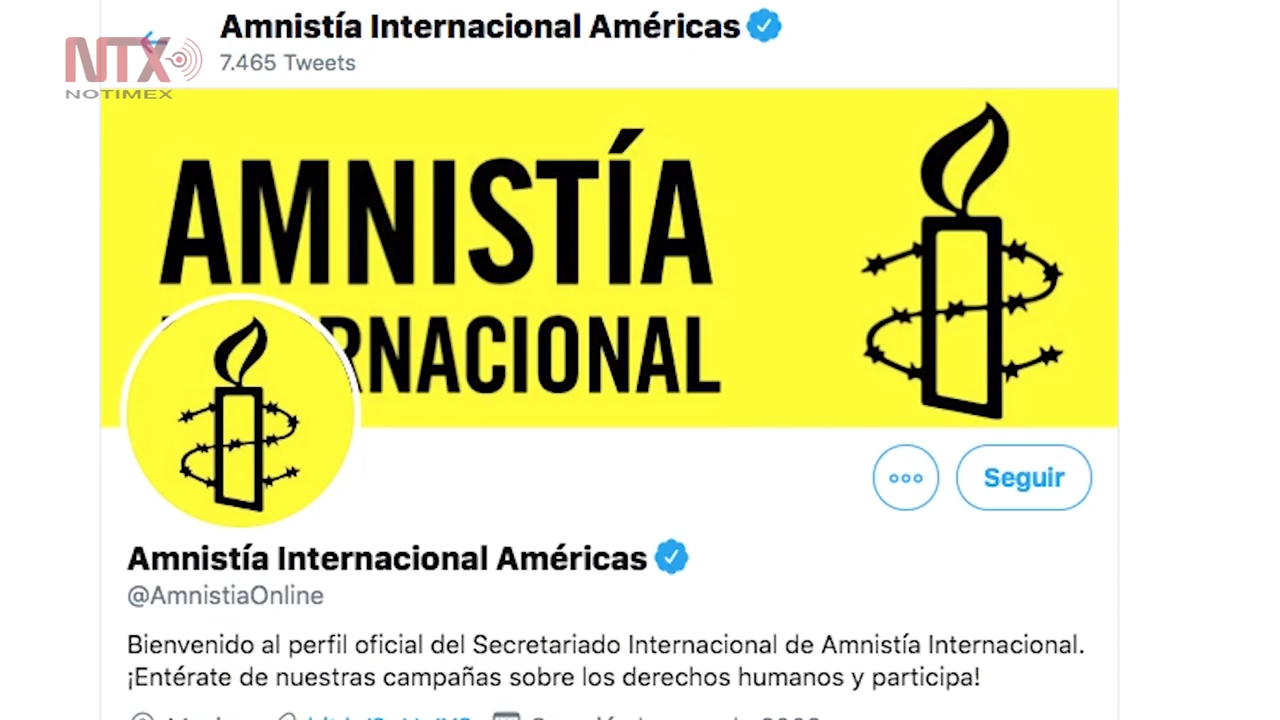 Amnistía Internacional Américas
7.465 Tweets
NTX
NOTIMEX
AMNISTÍA
RNACIONAL
Seguir
Amnistía Internacional Américas
@AmnistiaOnline
Bienvenido al perfil oficial del Secretariado Internacional de Amnistía Internacional.
¡Entérate de nuestras campañas sobre los derechos humanos y participa!